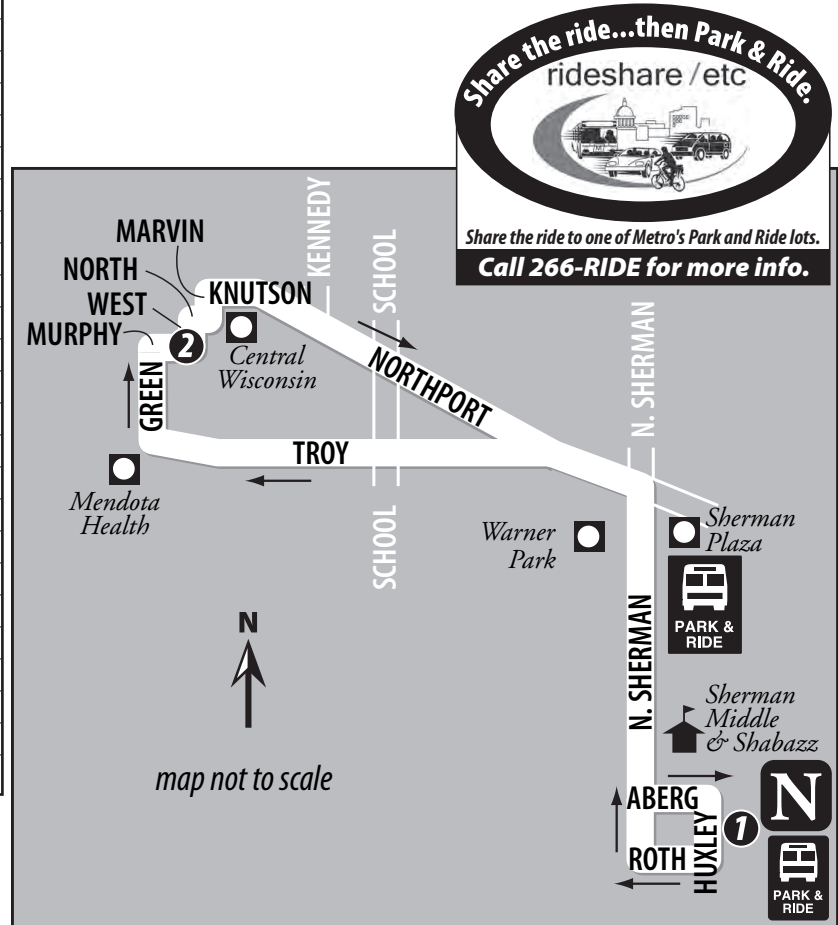 Share the ride...then Park & Ride.
rideshare / etc
Share the ride to one of Metro's Park and Ride lots.
Call 266-RIDE for more info.
MARVIN
NORTH
WEST
MURPHY
KNUTSON
KENNEDY
SCHOOL
N. SHERMAN
2
Central
Wisconsin
GREEN
NORTHPORT
TROY
Mendota
Health
SCHOOL
Warner
Park
Sherman
Plaza
PARK &
RIDE
N. SHERMAN
N
map not to scale
Sherman
Middle
& Shabazz
ABERG
HUXLEY
1
N
ROTH
PARK &
RIDE